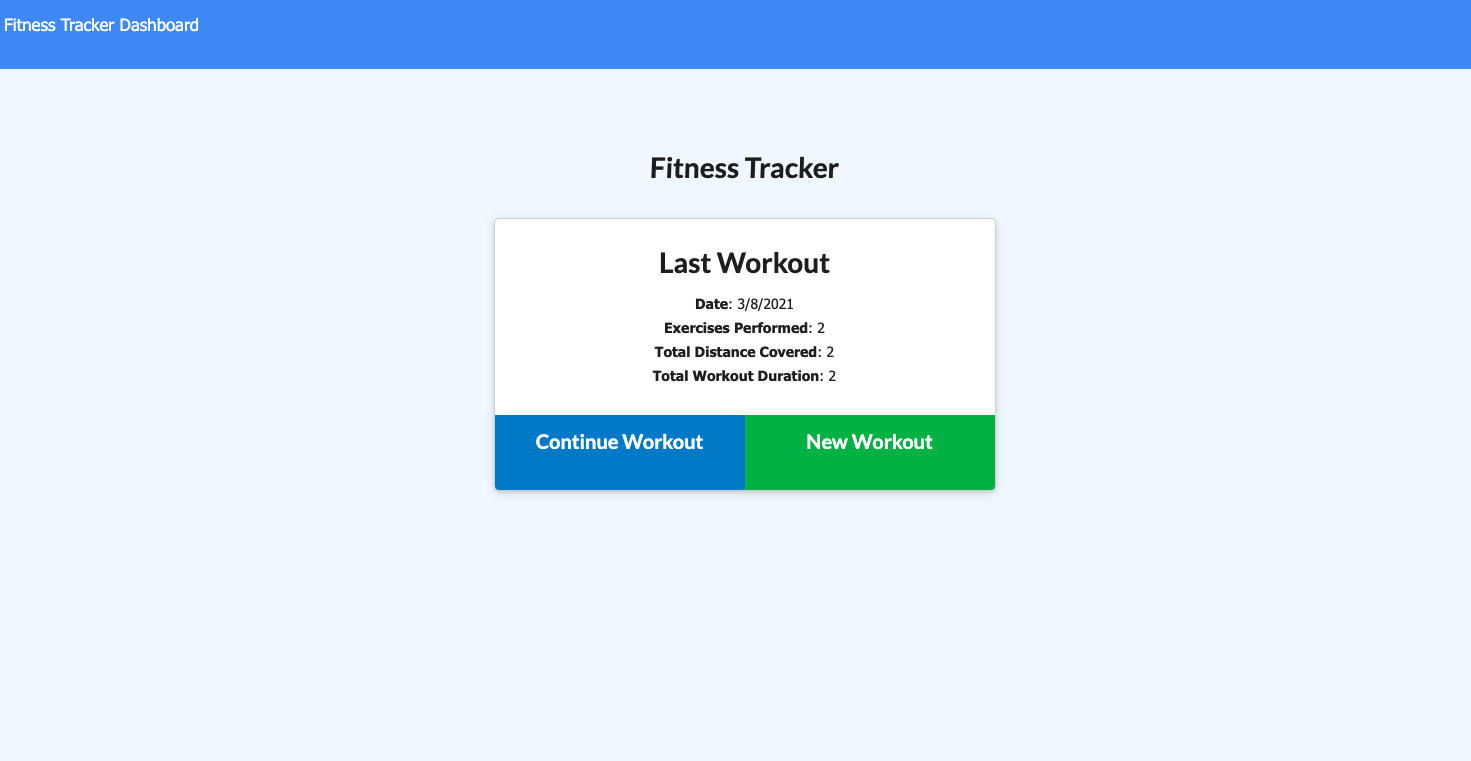 Fitness Tracker Dashboard
Fitness Tracker
Last Workout
Date: 3/8/2021
Exercises Performed: 2
Total Distance Covered: 2
Total Workout Duration: 2
Continue Workout
New Workout